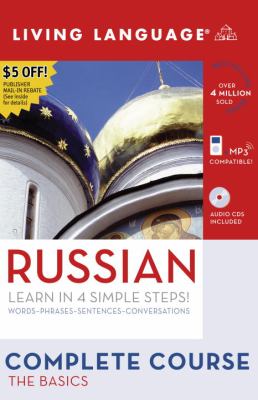 LIVING LANGUAGE®
$5 OFF!
PUBLISHER
MAIL-IN REBATE
(See Inside
for details)
OVER
4 MILLION
SOLD
MP3
COMPATIBLE!
AUDIO CDS
INCLUDED
RUSSIAN
LEARN IN 4 SIMPLE STEPS!
WORDS–PHRASES–SENTENCES–CONVERSATIONS
COMPLETE COURSE
THE BASICS